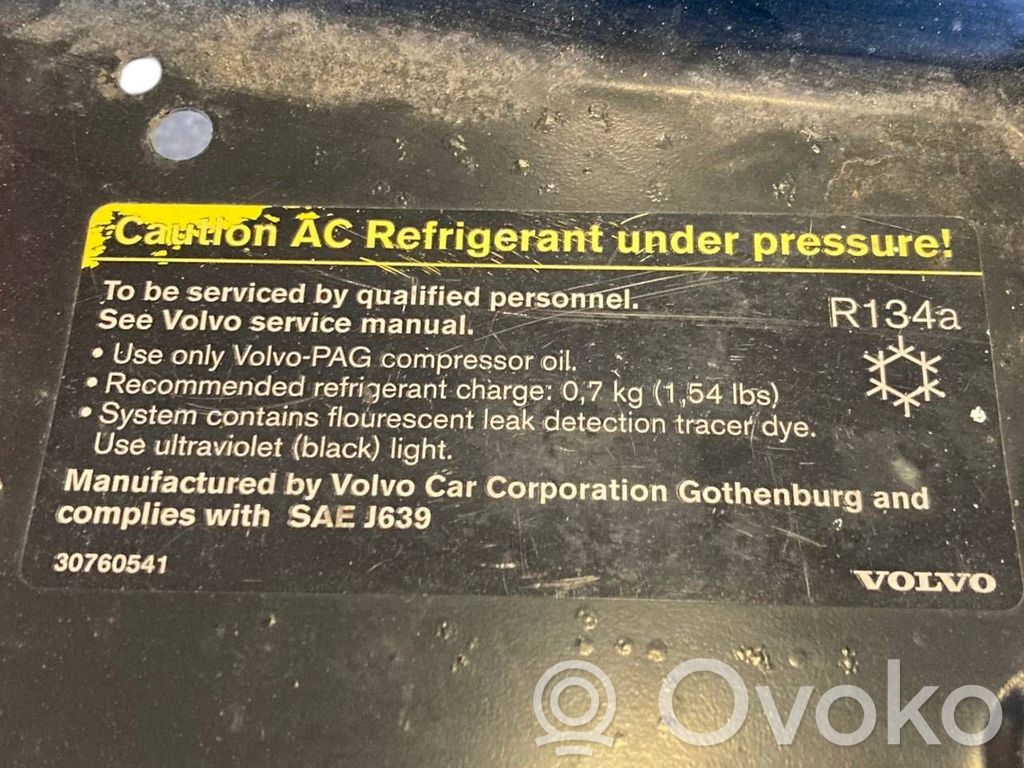 Caution AC Refrigerant under pressure!
To be serviced by qualified personnel.
See Volvo service manual.
R134a
• Use only Volvo-PAG compressor oil.
• Recommended refrigerant charge: 0,7 kg (1,54 lbs)
• System contains flourescent leak detection tracer dye.
Use ultraviolet (black) light.
Manufactured by Volvo Car Corporation Gothenburg and
complies with SAE J639
30760541
VOLVO
Ovoko